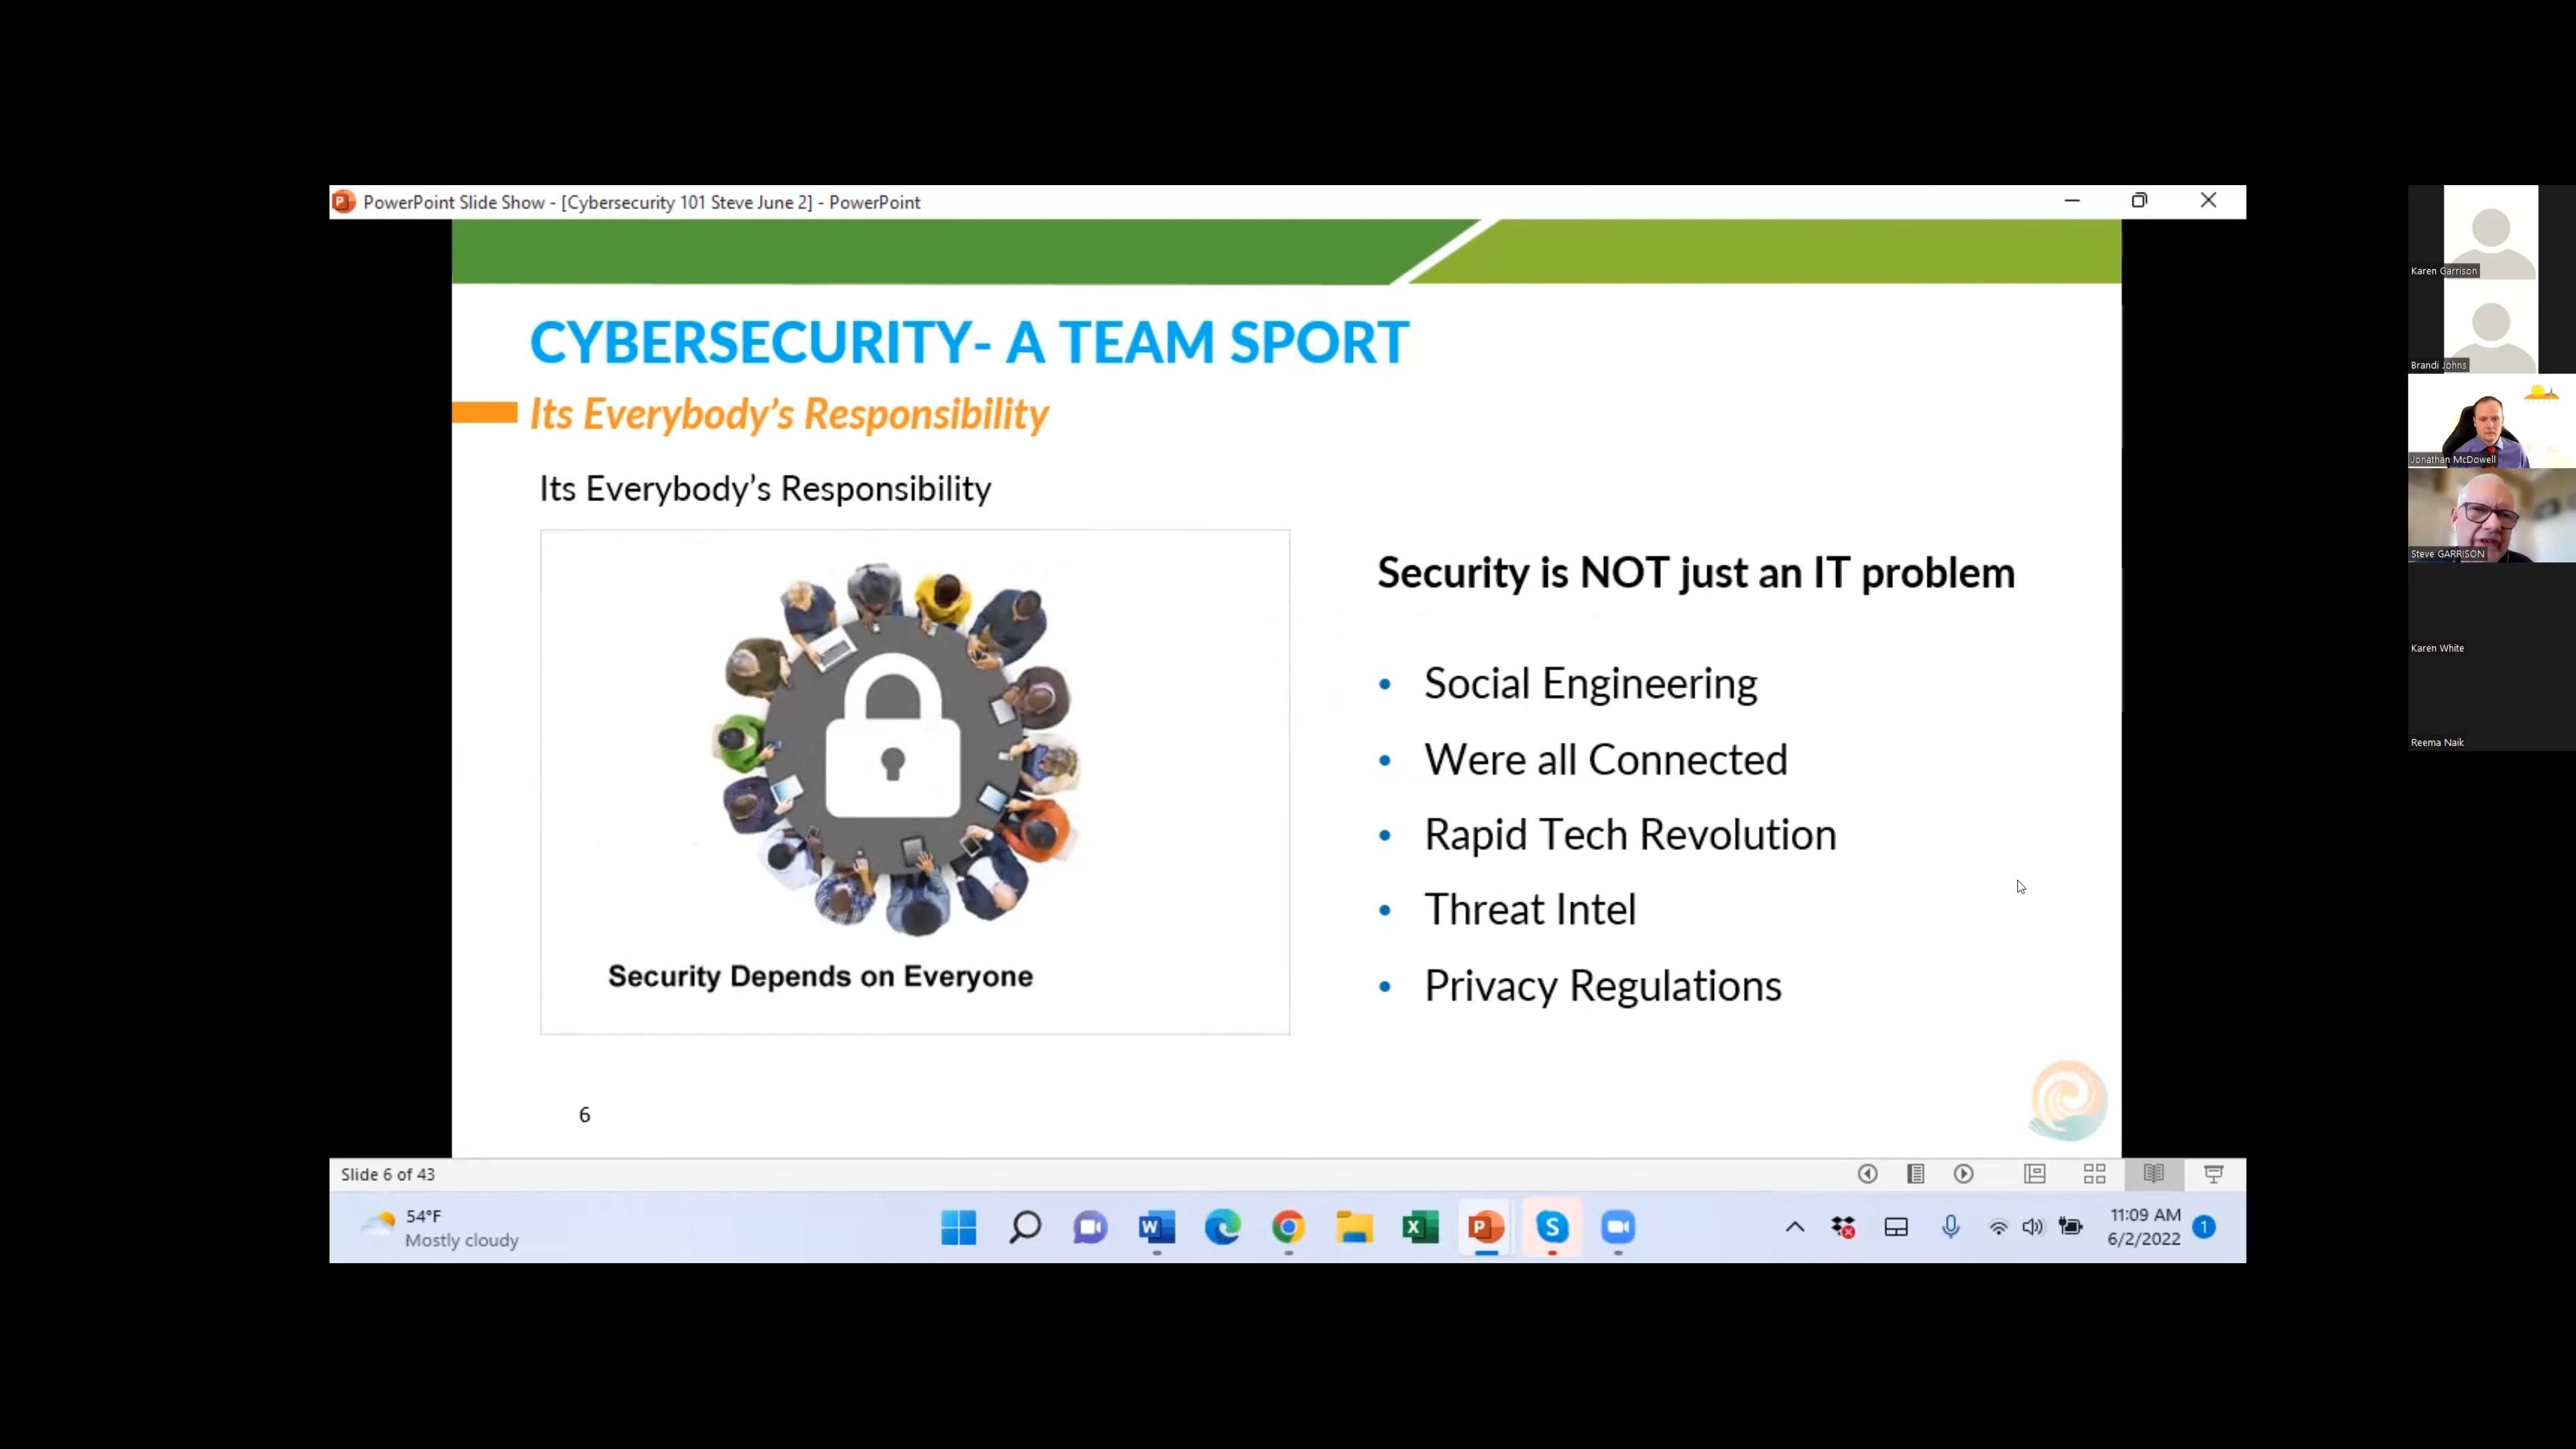 PowerPoint Slide Show - [Cybersecurity 101 Steve June 2] - PowerPoint
CYBERSECURITY- A TEAM SPORT
Its Everybody’s Responsibility
Its Everybody’s Responsibility
Security Depends on Everyone
Security is NOT just an IT problem
• Social Engineering
• Were all Connected
• Rapid Tech Revolution
• Threat Intel
• Privacy Regulations
6
Slide 6 of 43
54°F
Mostly cloudy
11:09 AM
6/2/2022
1
Karen Garrison
Brandi Johns
Jonathan McDowell
Steve GARRISON
Karen White
Reema Naik